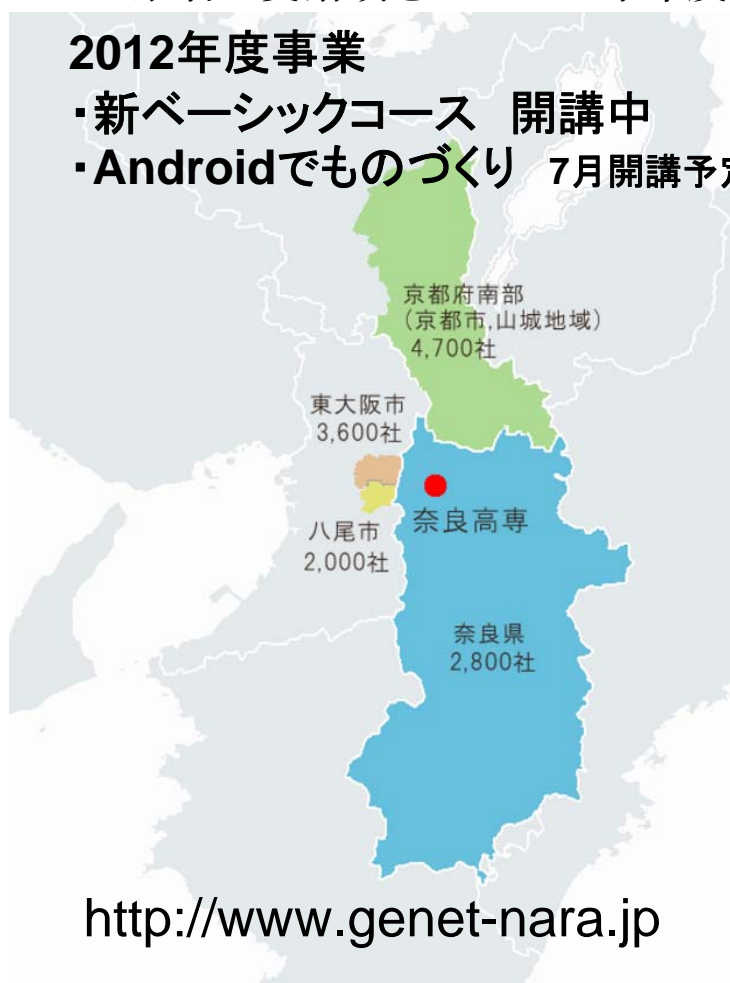 2012年度事業
・新ベーシックコース 開講中
・Androidでものづくり 7月開講予定
京都府南部
(京都市,山城地域)
4,700社
東大阪市
3,600社
奈良高専
八尾市
2,000社
奈良県
2,800社
http://www.genet-nara.jp